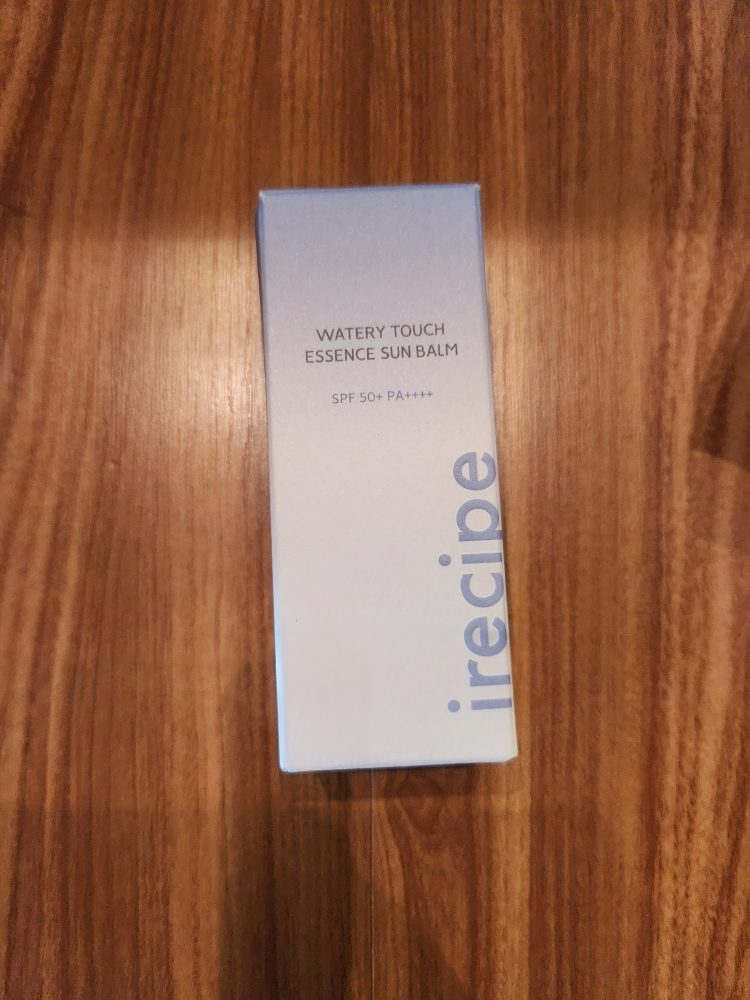 WATERY TOUCH
ESSENCE SUN BALM
SPF 50+ PA++++
irecipe